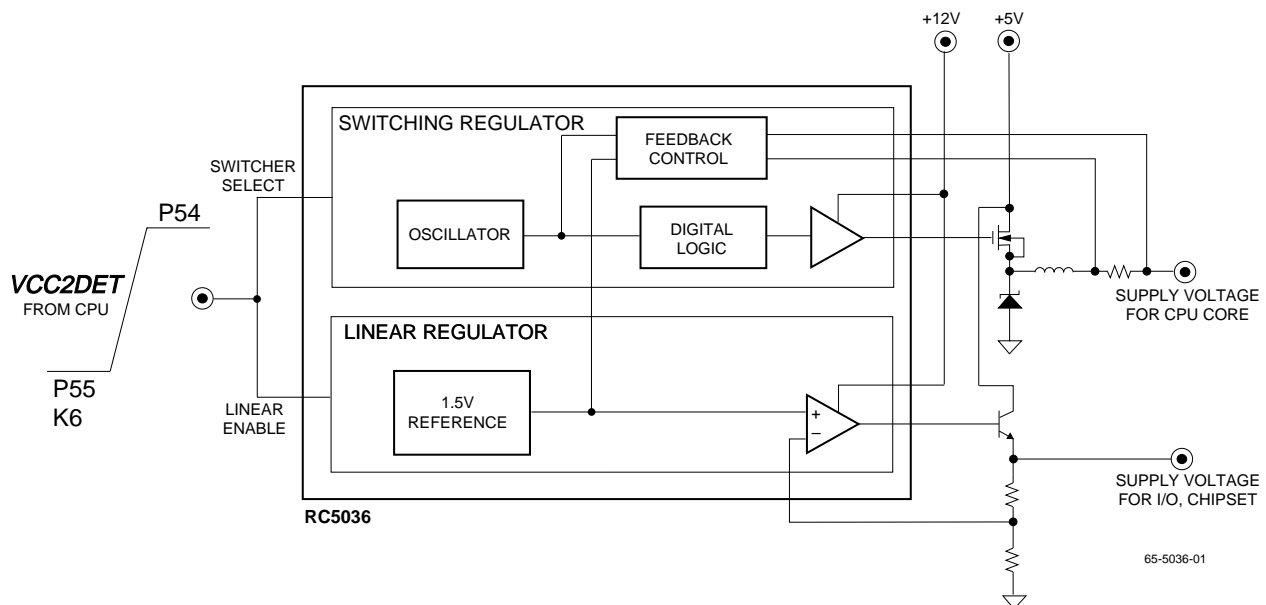 +12V
+5V
SWITCHING REGULATOR
FEEDBACK
CONTROL
SWITCHER
SELECT
P54
OSCILLATOR
DIGITAL
LOGIC
VCC2DET
FROM CPU
SUPPLY VOLTAGE
FOR CPU CORE
LINEAR REGULATOR
P55
K6
LINEAR
ENABLE
1.5V
REFERENCE
+
–
SUPPLY VOLTAGE
FOR I/O, CHIPSET
RC5036
65-5036-01